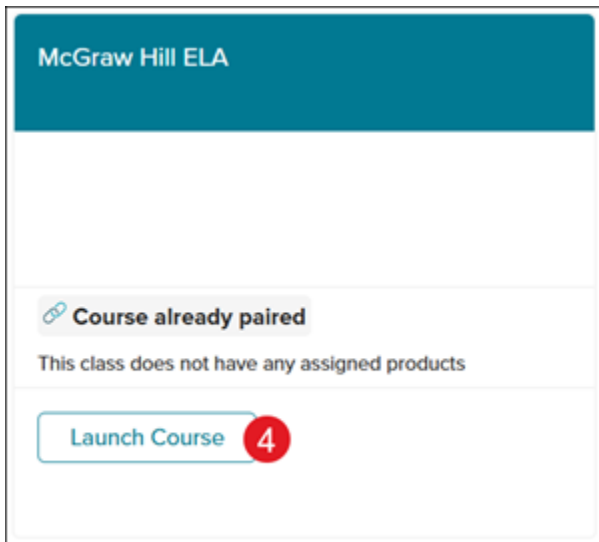 McGraw Hill ELA
Course already paired
This class does not have any assigned products
Launch Course 4